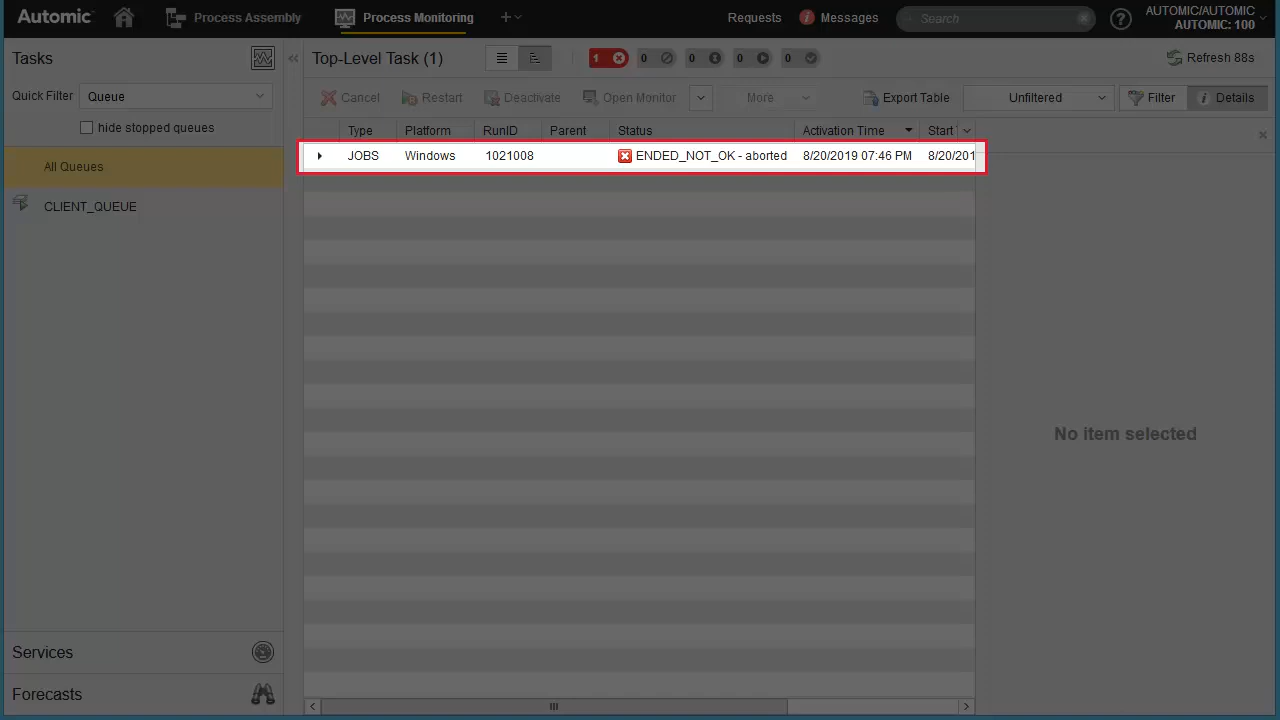 Automic
Process Assembly
Process Monitoring
Requests
Messages
Search
AUTOMIC/AUTOMIC
AUTOMIC: 100
Tasks
Top-Level Task (1)
1
0
0
0
0
Refresh 88s
Quick Filter
Queue
Cancel
Restart
Deactivate
Open Monitor
More
Export Table
Unfiltered
Filter
Details
hide stopped queues
Type Platform RunID Parent Status Activation Time Start
JOBS Windows 1021008 ENDED_NOT_OK - aborted 8/20/2019 07:46 PM 8/20/201
All Queues
CLIENT_QUEUE
No item selected
Services
Forecasts